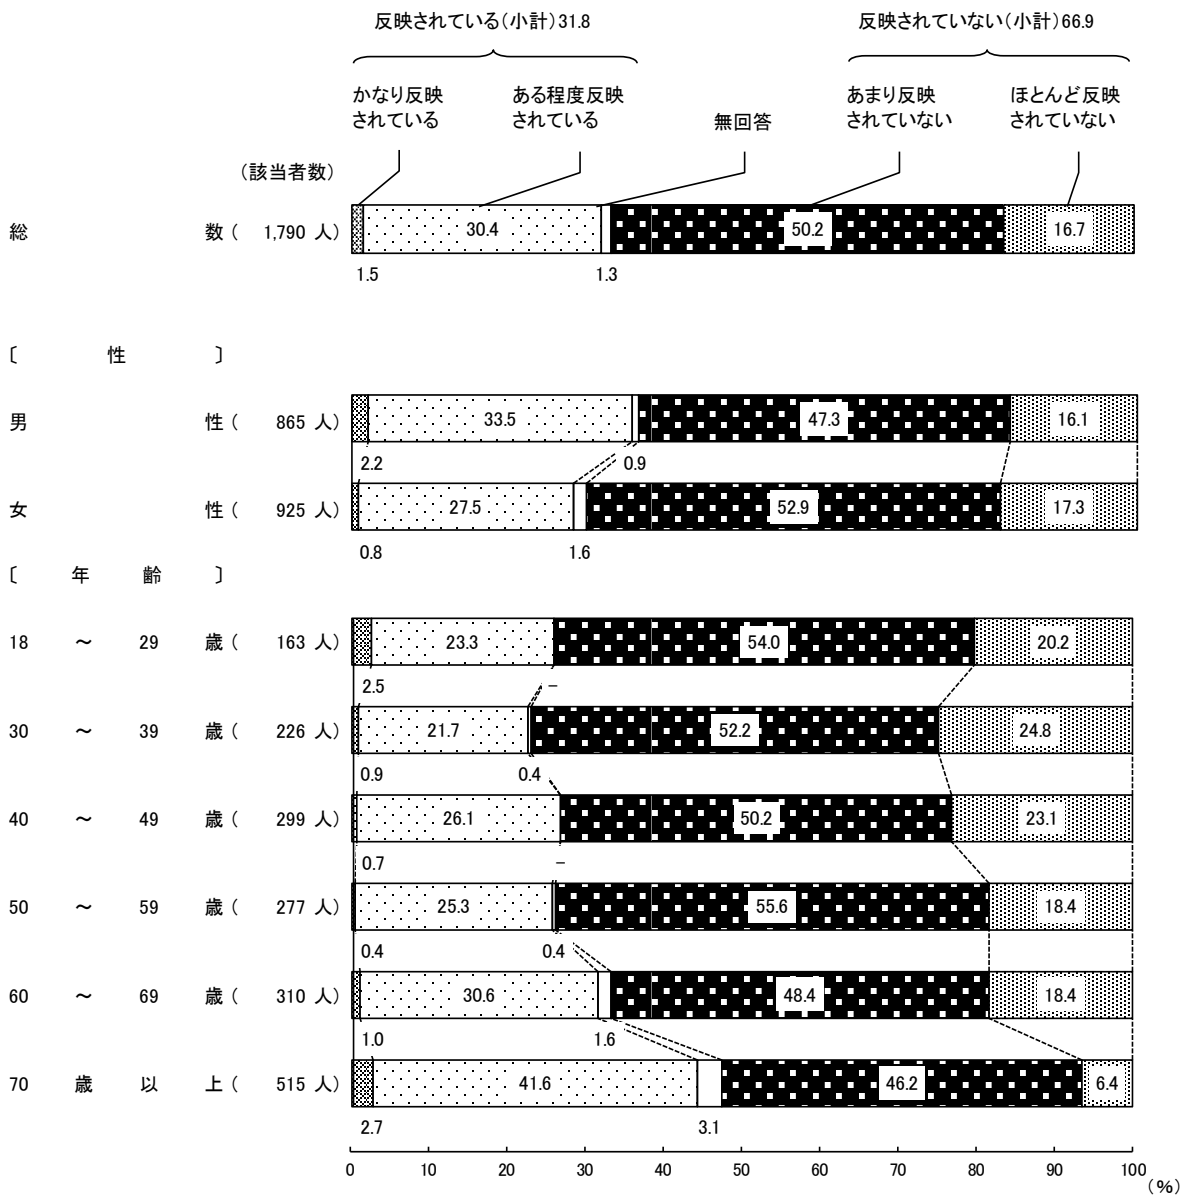 反映されている(小計)31.8 反映されていない(小計)66.9
かなり反映 ある程度反映 あまり反映 ほとんど反映
されている されている 無回答 されていない されていない
(該当者数)
総 数( 1,790 人) 30.4 50.2 16.7
1.5 1.3
〔 性 〕
男 性( 865 人) 33.5 47.3 16.1
2.2 0.9
女 性( 925 人) 27.5 52.9 17.3
0.8 1.6
〔 年 齢 〕
18 ～ 29 歳( 163 人) 23.3 54.0 20.2
2.5 －
30 ～ 39 歳( 226 人) 21.7 52.2 24.8
0.9 0.4
40 ～ 49 歳( 299 人) 26.1 50.2 23.1
0.7 －
50 ～ 59 歳( 277 人) 25.3 55.6 18.4
0.4 0.4
60 ～ 69 歳( 310 人) 30.6 48.4 18.4
1.0 1.6
70 歳 以 上( 515 人) 41.6 46.2 6.4
2.7 3.1
0 10 20 30 40 50 60 70 80 90 100
(%)